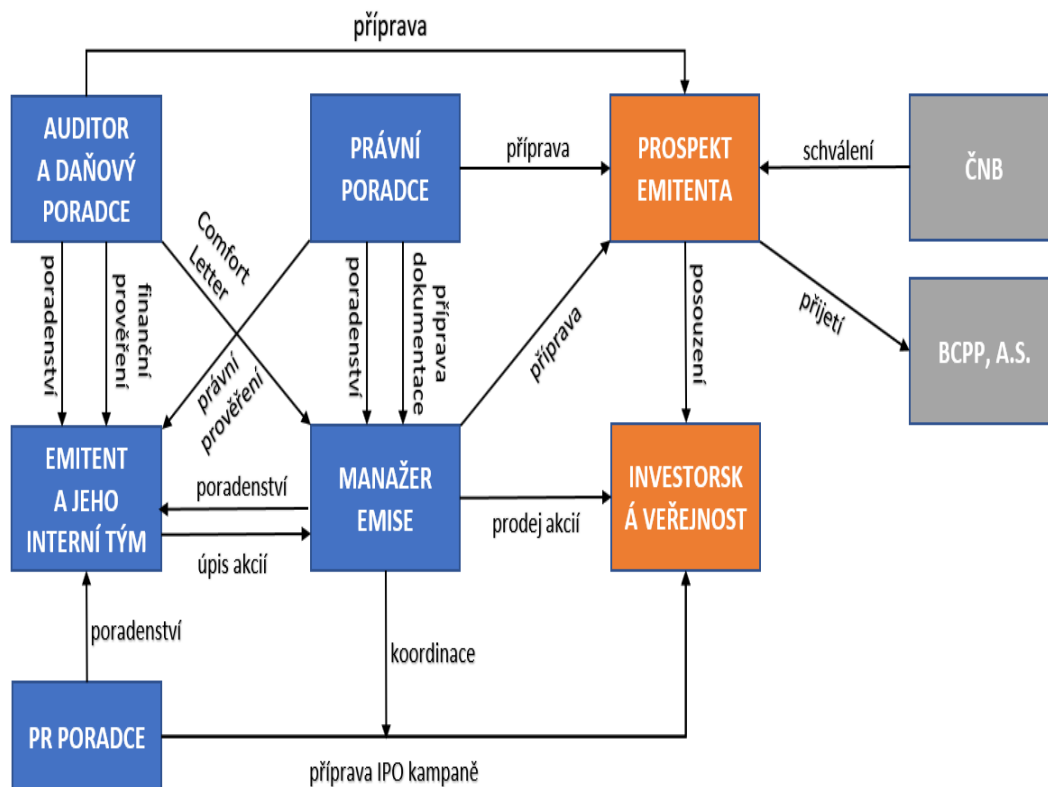 příprava
AUDITOR
A DAŇOVÝ
PORADCE
PRÁVNÍ
PORADCE
příprava
PROSPEKT
EMITENTA
schválení
ČNB
Comfort
Letter
poradenství
finanční
prověření
právní
prověření
poradenství
příprava
dokumentace
příprava
posouzení
přijetí
BCPP, A.S.
EMITENT
A JEHO
INTERNÍ TÝM
poradenství
úpis akcií
MANAŽER
EMISE
prodej akcií
INVESTORSK
Á VEŘEJNOST
poradenství
koordinace
PR PORADCE
příprava IPO kampaně